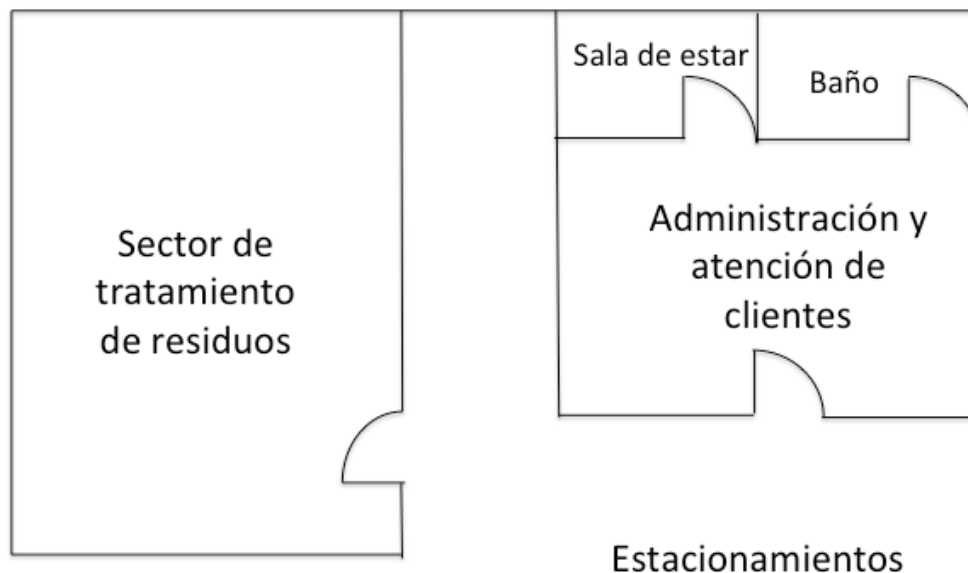 Sala de estar
Baño
Sector de
tratamiento
de residuos
Administración y
atención de
clientes
Estacionamientos